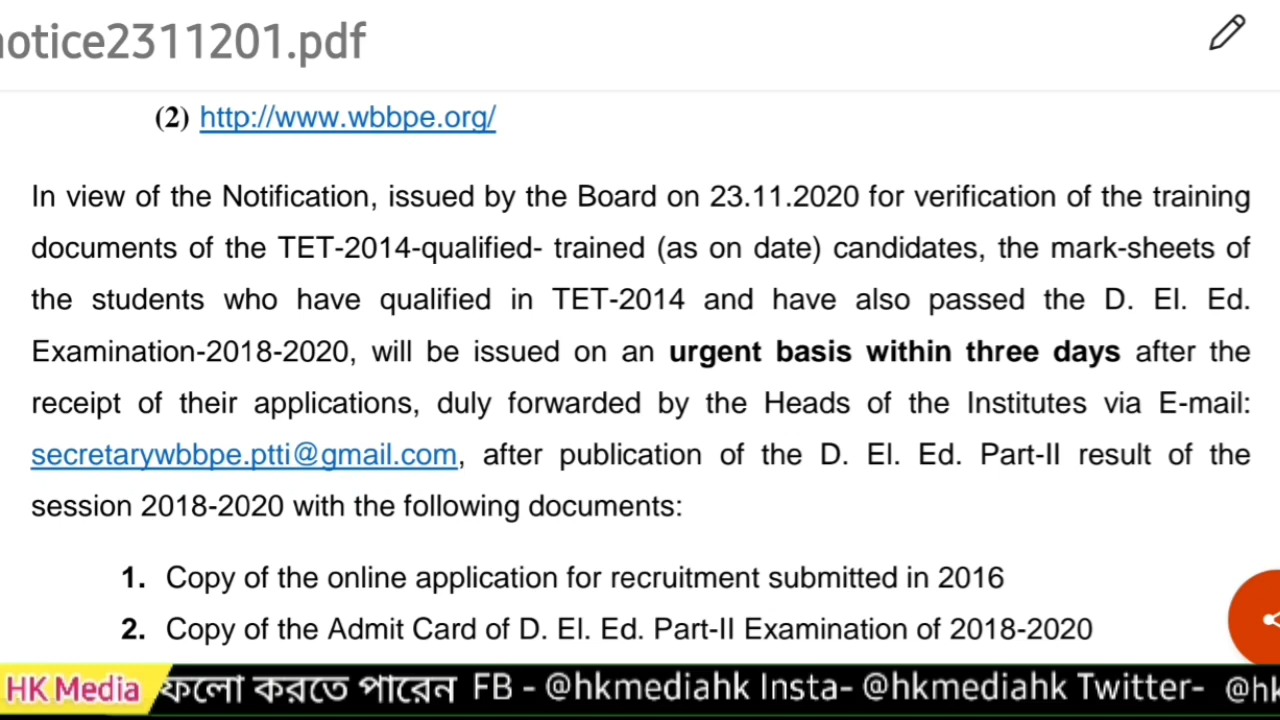 notice2311201.pdf
(2) http://www.wbbpe.org/
In view of the Notification, issued by the Board on 23.11.2020 for verification of the training
documents of the TET-2014-qualified- trained (as on date) candidates, the mark-sheets of
the students who have qualified in TET-2014 and have also passed the D. El. Ed.
Examination-2018-2020, will be issued on an urgent basis within three days after the
receipt of their applications, duly forwarded by the Heads of the Institutes via E-mail:
secretarywbbpe.ptti@gmail.com, after publication of the D. El. Ed. Part-II result of the
session 2018-2020 with the following documents:
1. Copy of the online application for recruitment submitted in 2016
2. Copy of the Admit Card of D. El. Ed. Part-II Examination of 2018-2020
HK Media ফলো করতে পারেন FB - @hkmediahk Insta- @hkmediahk Twitter- @hk